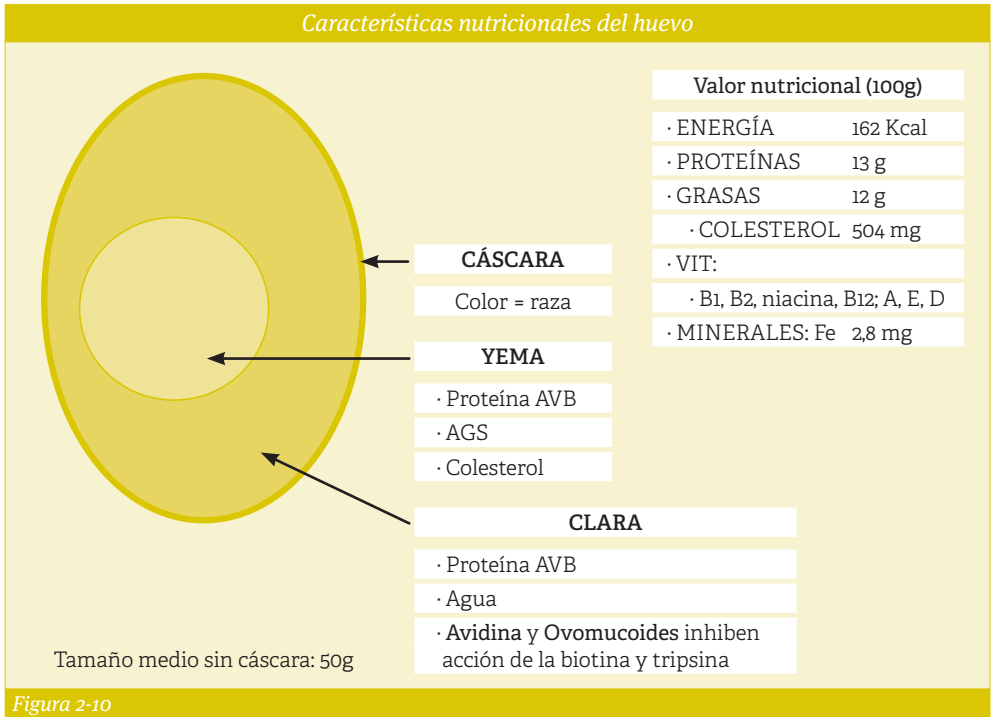 Características nutricionales del huevo
Valor nutricional (100g)
· ENERGÍA 162 Kcal
· PROTEÍNAS 13 g
· GRASAS 12 g
· COLESTEROL 504 mg
· VIT:
· B1, B2, niacina, B12; A, E, D
· MINERALES: Fe 2,8 mg
CÁSCARA
Color = raza
YEMA
· Proteína AVB
· AGS
· Colesterol
CLARA
· Proteína AVB
· Agua
· Avidina y Ovomucoides inhiben
acción de la biotina y tripsina
Tamaño medio sin cáscara: 50g
Figura 2-10